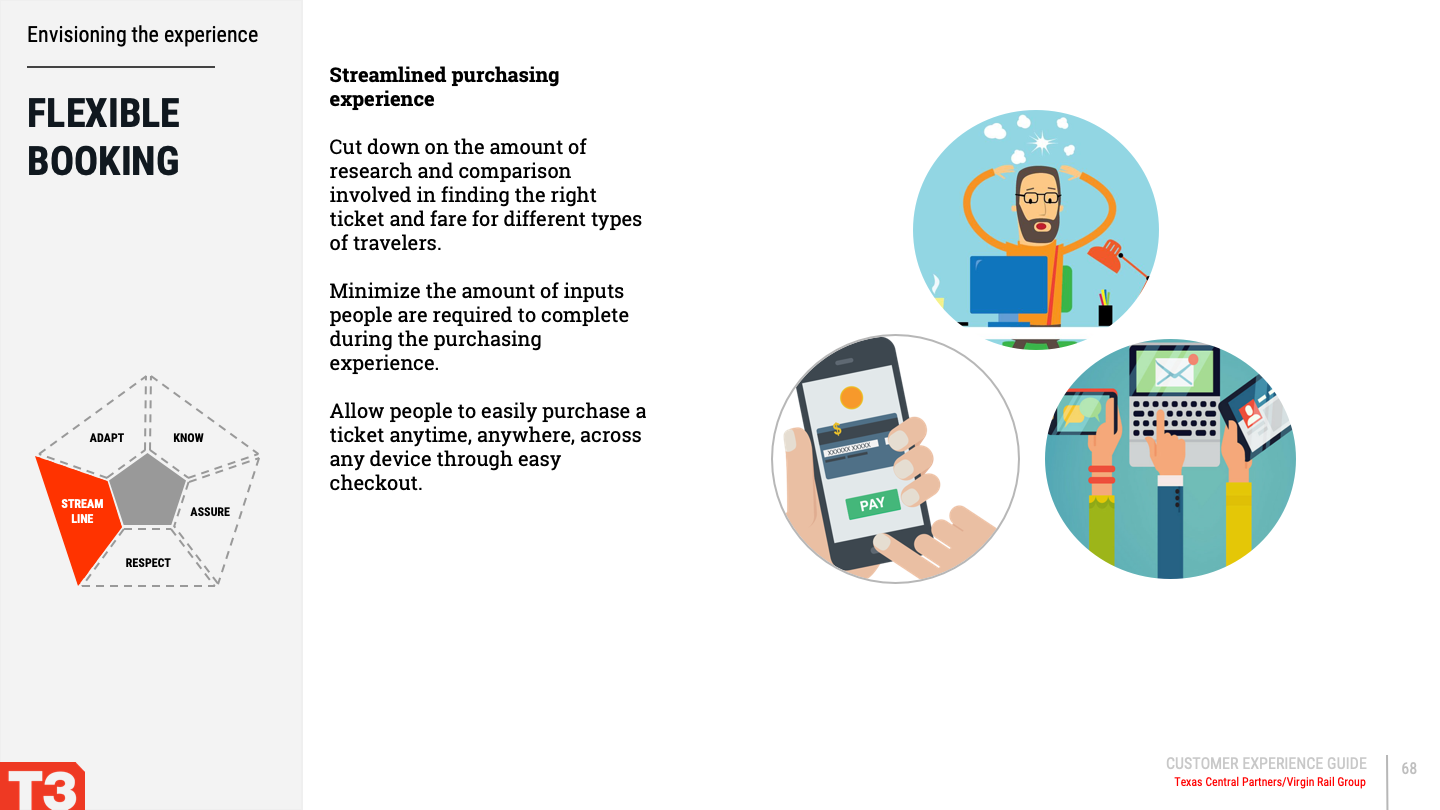 Envisioning the experience
FLEXIBLE
BOOKING
ADAPT
KNOW
STREAM
LINE
ASSURE
RESPECT
T3
Streamlined purchasing
experience
Cut down on the amount of
research and comparison
involved in finding the right
ticket and fare for different types
of travelers.
Minimize the amount of inputs
people are required to complete
during the purchasing
experience.
Allow people to easily purchase a
ticket anytime, anywhere, across
any device through easy
checkout.
$
XXXXXX XXXXX
PAY
CUSTOMER EXPERIENCE GUIDE
Texas Central Partners/Virgin Rail Group
68